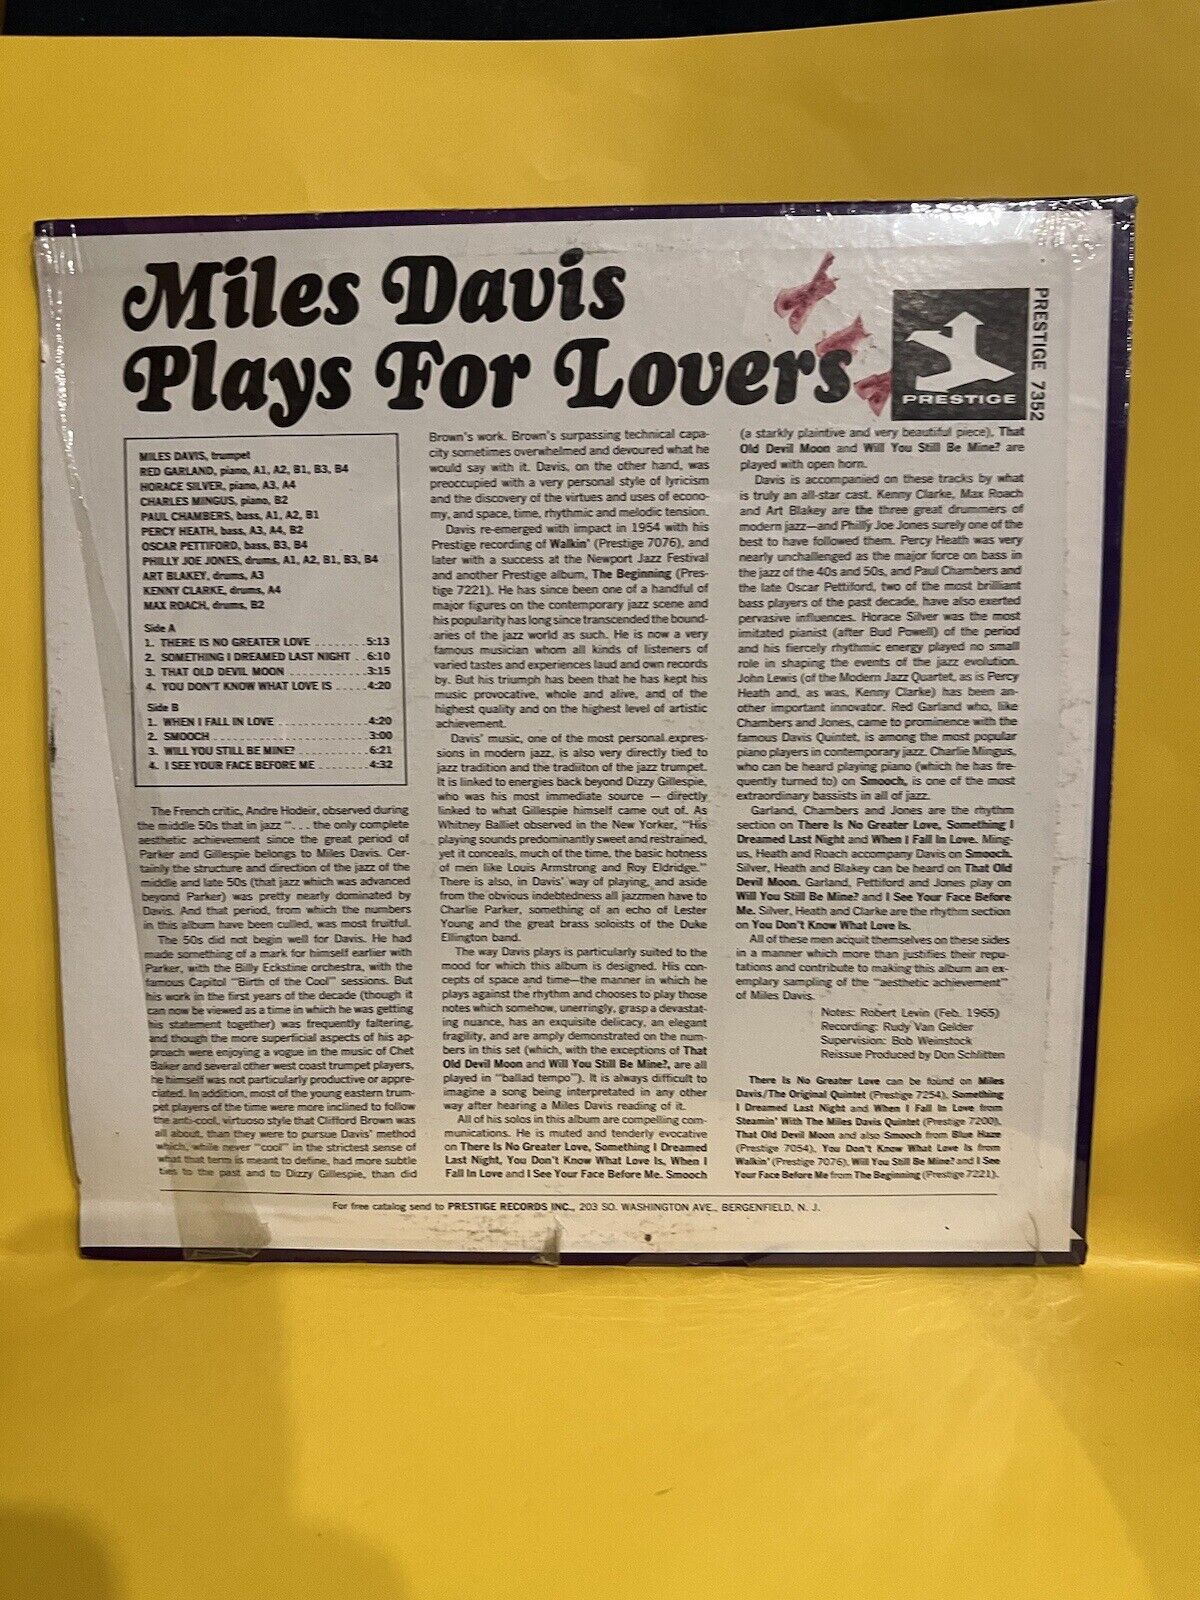 Miles Davis
Plays For Lovers
PRESTIGE
PRESTIGE 7352
MILES DAVIS, trumpet
RED GARLAND, piano, A1, A2, B1, B3, B4
HORACE SILVER, piano, A3, A4
CHARLES MINGUS, piano, B2
PAUL CHAMBERS, bass, A1, A2, B1
PERCY HEATH, bass, A3, A4, B2
OSCAR PETTIFORD, bass, B3, B4
PHILLY JOE JONES, drums, A1, A2, B1, B3, B4
ART BLAKEY, drums, A3
KENNY CLARKE, drums, A4
MAX ROACH, drums, B2
Side A
1. THERE IS NO GREATER LOVE ........ 5:13
2. SOMETHING I DREAMED LAST NIGHT .. 6:10
3. THAT OLD DEVIL MOON ............ 3:15
4. YOU DON'T KNOW WHAT LOVE IS ..... 4:20
Side B
1. WHEN I FALL IN LOVE ............. 4:20
2. SMOOCH ........................ 3:00
3. WILL YOU STILL BE MINE? .......... 6:21
4. I SEE YOUR FACE BEFORE ME ........ 4:32
The French critic, Andre Hodeir, observed during
the middle 50s that in jazz "... the only complete
aesthetic achievement since the great period of
Parker and Gillespie belongs to Miles Davis. Cer-
tainly the structure and direction of the jazz of the
middle and late 50s (that jazz which was advanced
beyond Parker) was pretty nearly dominated by
Davis. And that period, from which the numbers
in this album have been culled, was most fruitful.
The 50s did not begin well for Davis. He had
made something of a mark for himself earlier with
Parker, with the Billy Eckstine orchestra, with the
famous Capitol "Birth of the Cool" sessions. But
his work in the first years of the decade (though it
can now be viewed as a time in which he was getting
his statement together) was frequently faltering,
and though the more superficial aspects of his ap-
proach were enjoying a vogue in the music of Chet
Baker and several other west coast trumpet players,
he himself was not particularly productive or appre-
ciated. In addition, most of the young eastern trum-
pet players of the time were more inclined to follow
the anti-cool, virtuoso style that Clifford Brown was
all about, than they were to pursue Davis' method
which, while never "cool" in the strictest sense of
what that term is meant to define, had more subtle
ties to the past and to Dizzy Gillespie, than did
Brown's work. Brown's surpassing technical capa-
city sometimes overwhelmed and devoured what he
would say with it. Davis, on the other hand, was
preoccupied with a very personal style of lyricism
and the discovery of the virtues and uses of econo-
my, and space, time, rhythmic and melodic tension.
Davis re-emerged with impact in 1954 with his
Prestige recording of Walkin' (Prestige 7076), and
later with a success at the Newport Jazz Festival
and another Prestige album, The Beginning (Pres-
tige 7221). He has since been one of a handful of
major figures on the contemporary jazz scene and
his popularity has long since transcended the bound-
aries of the jazz world as such. He is now a very
famous musician whom all kinds of listeners of
varied tastes and experiences laud and own records
by. But his triumph has been that he has kept his
music provocative, whole and alive, and of the
highest quality and on the highest level of artistic
achievement.
Davis' music, one of the most personal expres-
sions in modern jazz, is also very directly tied to
jazz tradition and the tradiiton of the jazz trumpet.
It is linked to energies back beyond Dizzy Gillespie,
who was his most immediate source — directly
linked to what Gillespie himself came out of. As
Whitney Balliet observed in the New Yorker, "His
playing sounds predominantly sweet and restrained,
yet it conceals, much of the time, the basic hotness
of men like Louis Armstrong and Roy Eldridge."
There is also, in Davis' way of playing, and aside
from the obvious indebtedness all jazzmen have to
Charlie Parker, something of an echo of Lester
Young and the great brass soloists of the Duke
Ellington band.
The way Davis plays is particularly suited to the
mood for which this album is designed. His con-
cepts of space and time—the manner in which he
plays against the rhythm and chooses to play those
notes which somehow, unerringly, grasp a devastat-
ing nuance, has an exquisite delicacy, an elegant
fragility, and are amply demonstrated on the num-
bers in this set (which, with the exceptions of That
Old Devil Moon and Will You Still Be Mine?, are all
played in "ballad tempo"). It is always difficult to
imagine a song being interpretated in any other
way after hearing a Miles Davis reading of it.
All of his solos in this album are compelling com-
munications. He is muted and tenderly evocative
on There Is No Greater Love, Something I Dreamed
Last Night, You Don't Know What Love Is, When I
Fall In Love and I See Your Face Before Me. Smooch
(a starkly plaintive and very beautiful piece), That
Old Devil Moon and Will You Still Be Mine? are
played with open horn.
Davis is accompanied on these tracks by what
is truly an all-star cast. Kenny Clarke, Max Roach
and Art Blakey are the three great drummers of
modern jazz—and Philly Joe Jones surely one of the
best to have followed them. Percy Heath was very
nearly unchallenged as the major force on bass in
the jazz of the 40s and 50s, and Paul Chambers and
the late Oscar Pettiford, two of the most brilliant
bass players of the past decade, have also exerted
pervasive influences. Horace Silver was the most
imitated pianist (after Bud Powell) of the period
and his fiercely rhythmic energy played no small
role in shaping the events of the jazz evolution.
John Lewis (of the Modern Jazz Quartet, as is Percy
Heath and, as was, Kenny Clarke) has been an-
other important innovator. Red Garland who, like
Chambers and Jones, came to prominence with the
famous Davis Quintet, is among the most popular
piano players in contemporary jazz. Charlie Mingus,
who can be heard playing piano (which he has fre-
quently turned to) on Smooch, is one of the most
extraordinary bassists in all of jazz.
Garland, Chambers and Jones are the rhythm
section on There Is No Greater Love, Something I
Dreamed Last Night and When I Fall In Love. Ming-
us, Heath and Roach accompany Davis on Smooch.
Silver, Heath and Blakey can be heard on That Old
Devil Moon. Garland, Pettiford and Jones play on
Will You Still Be Mine? and I See Your Face Before
Me. Silver, Heath and Clarke are the rhythm section
on You Don't Know What Love Is.
All of these men acquit themselves on these sides
in a manner which more than justifies their repu-
tations and contribute to making this album an ex-
emplary sampling of the "aesthetic achievement"
of Miles Davis.
Notes: Robert Levin (Feb. 1965)
Recording: Rudy Van Gelder
Supervision: Bob Weinstock
Reissue Produced by Don Schlitten
There Is No Greater Love can be found on Miles
Davis/The Original Quintet (Prestige 7254), Something
I Dreamed Last Night and When I Fall In Love from
Steamin' With The Miles Davis Quintet (Prestige 7200),
That Old Devil Moon and also Smooch from Blue Haze
(Prestige 7054), You Don't Know What Love Is from
Walkin' (Prestige 7076), Will You Still Be Mine? and I See
Your Face Before Me from The Beginning (Prestige 7221).
For free catalog send to PRESTIGE RECORDS INC., 203 SO. WASHINGTON AVE., BERGENFIELD, N. J.